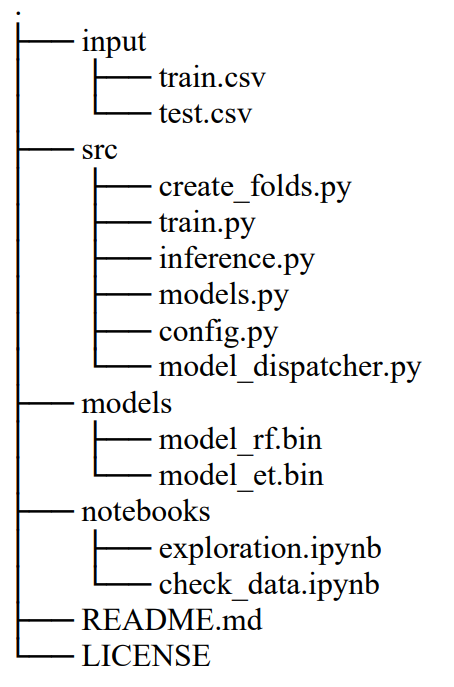 .
input
train.csv
test.csv
src
create_folds.py
train.py
inference.py
models.py
config.py
model_dispatcher.py
models
model_rf.bin
model_et.bin
notebooks
exploration.ipynb
check_data.ipynb
README.md
LICENSE